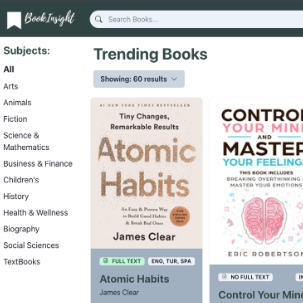 BookInsight
Search Books...
Subjects:
All
Arts
Animals
Fiction
Science &
Mathematics
Business & Finance
Children's
History
Health & Wellness
Biography
Social Sciences
TextBooks
Trending Books
Showing: 60 results
#1 NEW YORK TIMES BESTSELLER
Tiny Changes,
Remarkable Results
Atomic
Habits
An Easy & Proven Way
to Build Good Habits
& Break Bad Ones
James Clear
FULL TEXT
ENG, TUR, SPA
Atomic Habits
James Clear
CONTROL
YOUR MIN
AND
MASTER
YOUR FEELING
THIS BOOK INCLUDES
BREAKING OVERTHINKING &
MASTER YOUR EMOTIONS
ERIC ROBERTSON
NO FULL TEXT
Control Your Minc